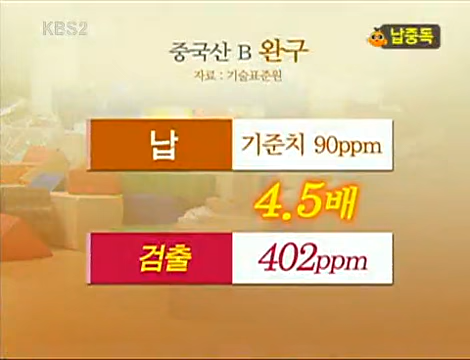 KBS2
납중독
중국산 B 완구
자료 : 기술표준원
납 기준치 90ppm
4.5배
검출 402ppm